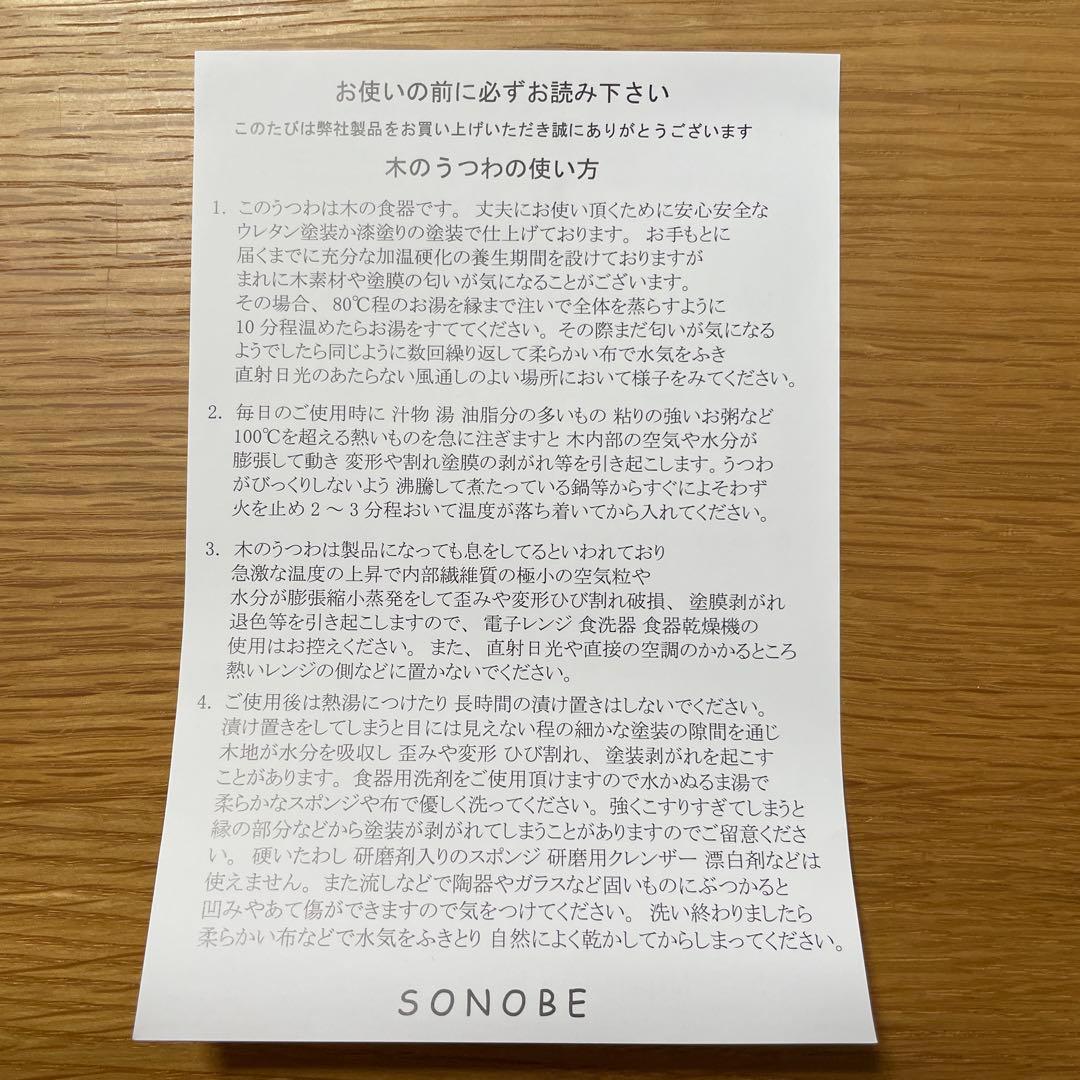 お使いの前に必ずお読み下さい
このたびは弊社製品をお買い上げいただき誠にありがとうございます
木のうつわの使い方
1. このうつわは木の食器です。 丈夫にお使い頂くために安心安全な
ウレタン塗装か漆塗りの塗装で仕上げております。 お手もとに
届くまでに充分な加温硬化の養生期間を設けておりますが
まれに木素材や塗膜の匂いが気になることがございます。
その場合、 80℃程のお湯を縁まで注いで全体を蒸らすように
10 分程温めたらお湯をすててください。 その際まだ匂いが気になる
ようでしたら同じように数回繰り返して柔らかい布で水気をふき
直射日光のあたらない風通しのよい場所において様子をみてください。
2. 毎日のご使用時に 汁物 湯 油脂分の多いもの 粘りの強いお粥など
100℃を超える熱いものを急に注ぎますと 木内部の空気や水分が
膨張して動き 変形や割れ塗膜の剥がれ等を引き起こします。うつわ
がびっくりしないよう 沸騰して煮たっている鍋等からすぐによそわず
火を止め 2 ～ 3 分程おいて温度が落ち着いてから入れてください。
3. 木のうつわは製品になっても息をしてるといわれており
急激な温度の上昇で内部繊維質の極小の空気粒や
水分が膨張縮小蒸発をして歪みや変形ひび割れ破損、 塗膜剥がれ
退色等を引き起こしますので、 電子レンジ 食洗器 食器乾燥機の
使用はお控えください。 また、 直射日光や直接の空調のかかるところ
熱いレンジの側などに置かないでください。
4. ご使用後は熱湯につけたり 長時間の漬け置きはしないでください。
漬け置きをしてしまうと目には見えない程の細かな塗装の隙間を通じ
木地が水分を吸収し 歪みや変形 ひび割れ、 塗装剥がれを起こす
ことがあります。 食器用洗剤をご使用頂けますので水かぬるま湯で
柔らかなスポンジや布で優しく洗ってください。 強くこすりすぎてしまうと
縁の部分などから塗装が剥がれてしまうことがありますのでご留意くださ
い。 硬いたわし 研磨剤入りのスポンジ 研磨用クレンザー 漂白剤などは
使えません。 また流しなどで陶器やガラスなど固いものにぶつかると
凹みやあて傷ができますので気をつけてください。 洗い終わりましたら
柔らかい布などで水気をふきとり 自然によく乾かしてからしまってください。
SONOBE